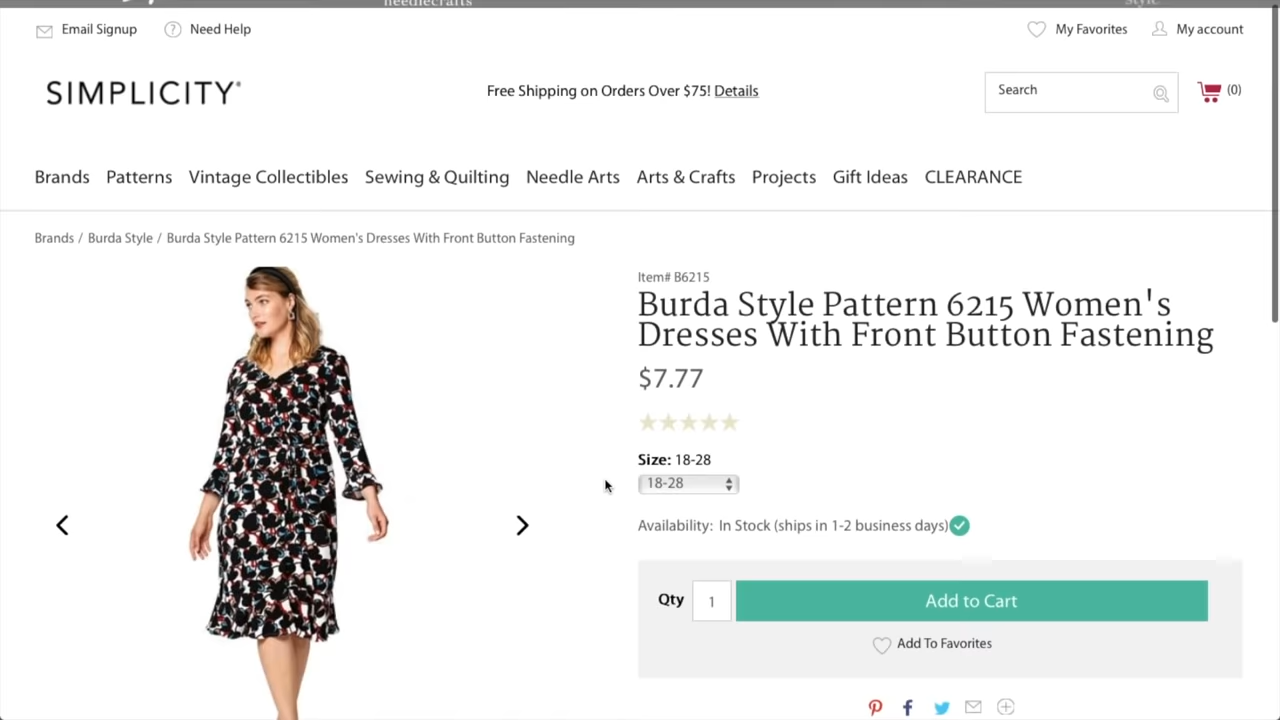 needlecrafts
style
Email Signup
Need Help
My Favorites
My account
SIMPLICITY®
Free Shipping on Orders Over $75! Details
Search
(0)
Brands
Patterns
Vintage Collectibles
Sewing & Quilting
Needle Arts
Arts & Crafts
Projects
Gift Ideas
CLEARANCE
Brands / Burda Style / Burda Style Pattern 6215 Women's Dresses With Front Button Fastening
Item# B6215
Burda Style Pattern 6215 Women's
Dresses With Front Button Fastening
$7.77
Size: 18-28
18-28
Availability: In Stock (ships in 1-2 business days)
Qty
1
Add to Cart
Add To Favorites